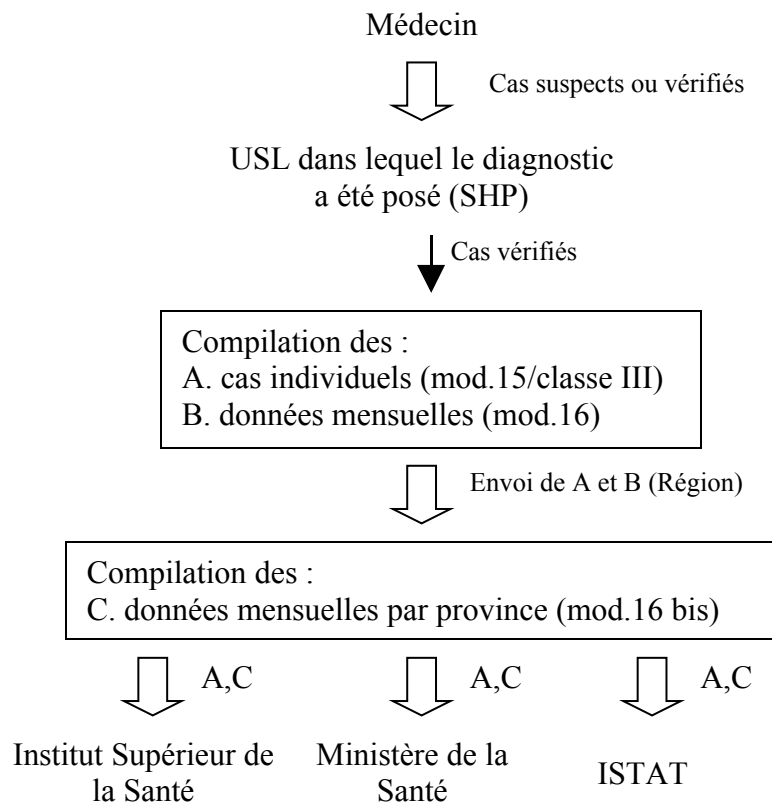 Médecin
Cas suspects ou vérifiés
USL dans lequel le diagnostic
a été posé (SHP)
Cas vérifiés
Compilation des :
A. cas individuels (mod.15/classe III)
B. données mensuelles (mod.16)
Envoi de A et B (Région)
Compilation des :
C. données mensuelles par province (mod.16 bis)
A,C
A,C
A,C
Institut Supérieur de
la Santé
Ministère de la
Santé
ISTAT